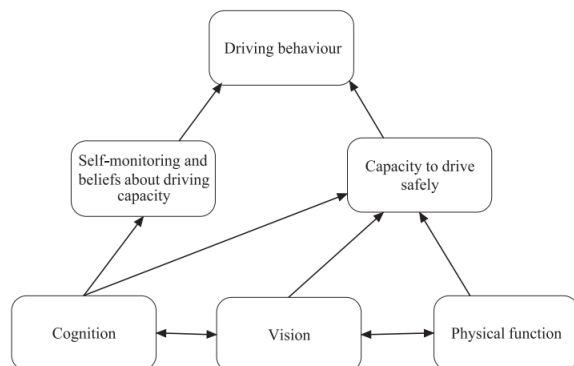 Driving behaviour
Self-monitoring and
beliefs about driving
capacity
Capacity to drive
safely
Cognition
Vision
Physical function